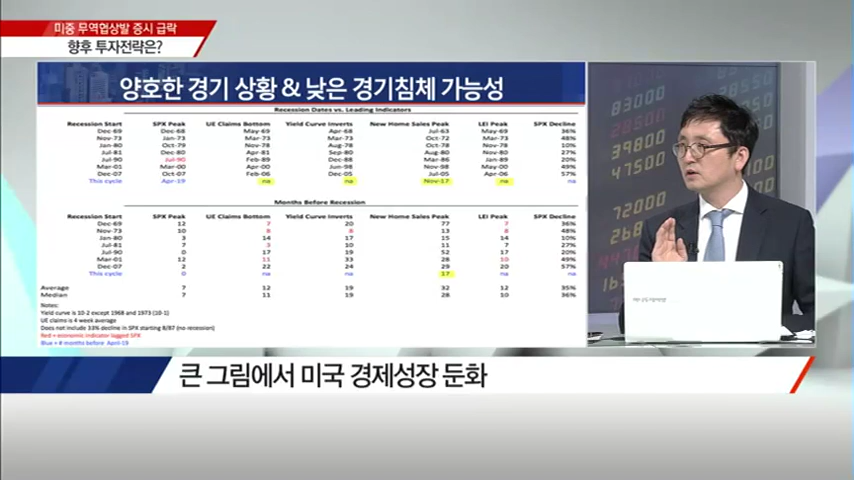 미중 무역협상발 증시 급락
향후 투자전략은?
양호한 경기 상황 & 낮은 경기침체 가능성
Recession Dates vs. Leading Indicators
Recession Start SPX Peak UE Claims Bottom Yield Curve Inverts New Home Sales Peak LEI Peak SPX Decline
Dec-69 Dec-68 May-69 Apr-68 Jul-63 May-69 36%
Nov-73 Jan-73 Mar-73 Mar-73 Oct-72 Mar-73 48%
Jan-80 Oct-79 Nov-78 Aug-78 Oct-78 Nov-78 10%
Jul-81 Dec-80 Apr-81 Sep-80 Aug-80 Nov-80 27%
Jul-90 Jul-90 Feb-89 Dec-88 Mar-86 Jan-89 20%
Mar-01 Mar-00 Apr-00 Jun-98 Nov-98 May-00 49%
Dec-07 Oct-07 Feb-06 Dec-05 Jul-05 Apr-06 57%
This cycle Apr-19 na na Nov-17 na na
Months Before Recession
Recession Start SPX Peak UE Claims Bottom Yield Curve Inverts New Home Sales Peak LEI Peak SPX Decline
Dec-69 12 7 20 77 7 36%
Nov-73 10 8 8 13 8 48%
Jan-80 3 14 17 15 14 10%
Jul-81 7 3 10 11 7 27%
Jul-90 0 17 19 52 17 20%
Mar-01 12 11 33 28 10 49%
Dec-07 2 22 24 29 20 57%
This cycle 0 na na 17 na na
Average 7 12 19 32 12 35%
Median 7 11 19 28 10 36%
Notes:
Yield curve is 10-2 except 1968 and 1973 (10-1)
UE claims is 4 week average
Does not include 33% decline in SPX starting 8/87 (no recession)
Red = economic indicator lagged SPX
Blue = # months before April-19
83000
28500
39800
47500
72000
큰 그림에서 미국 경제성장 둔화